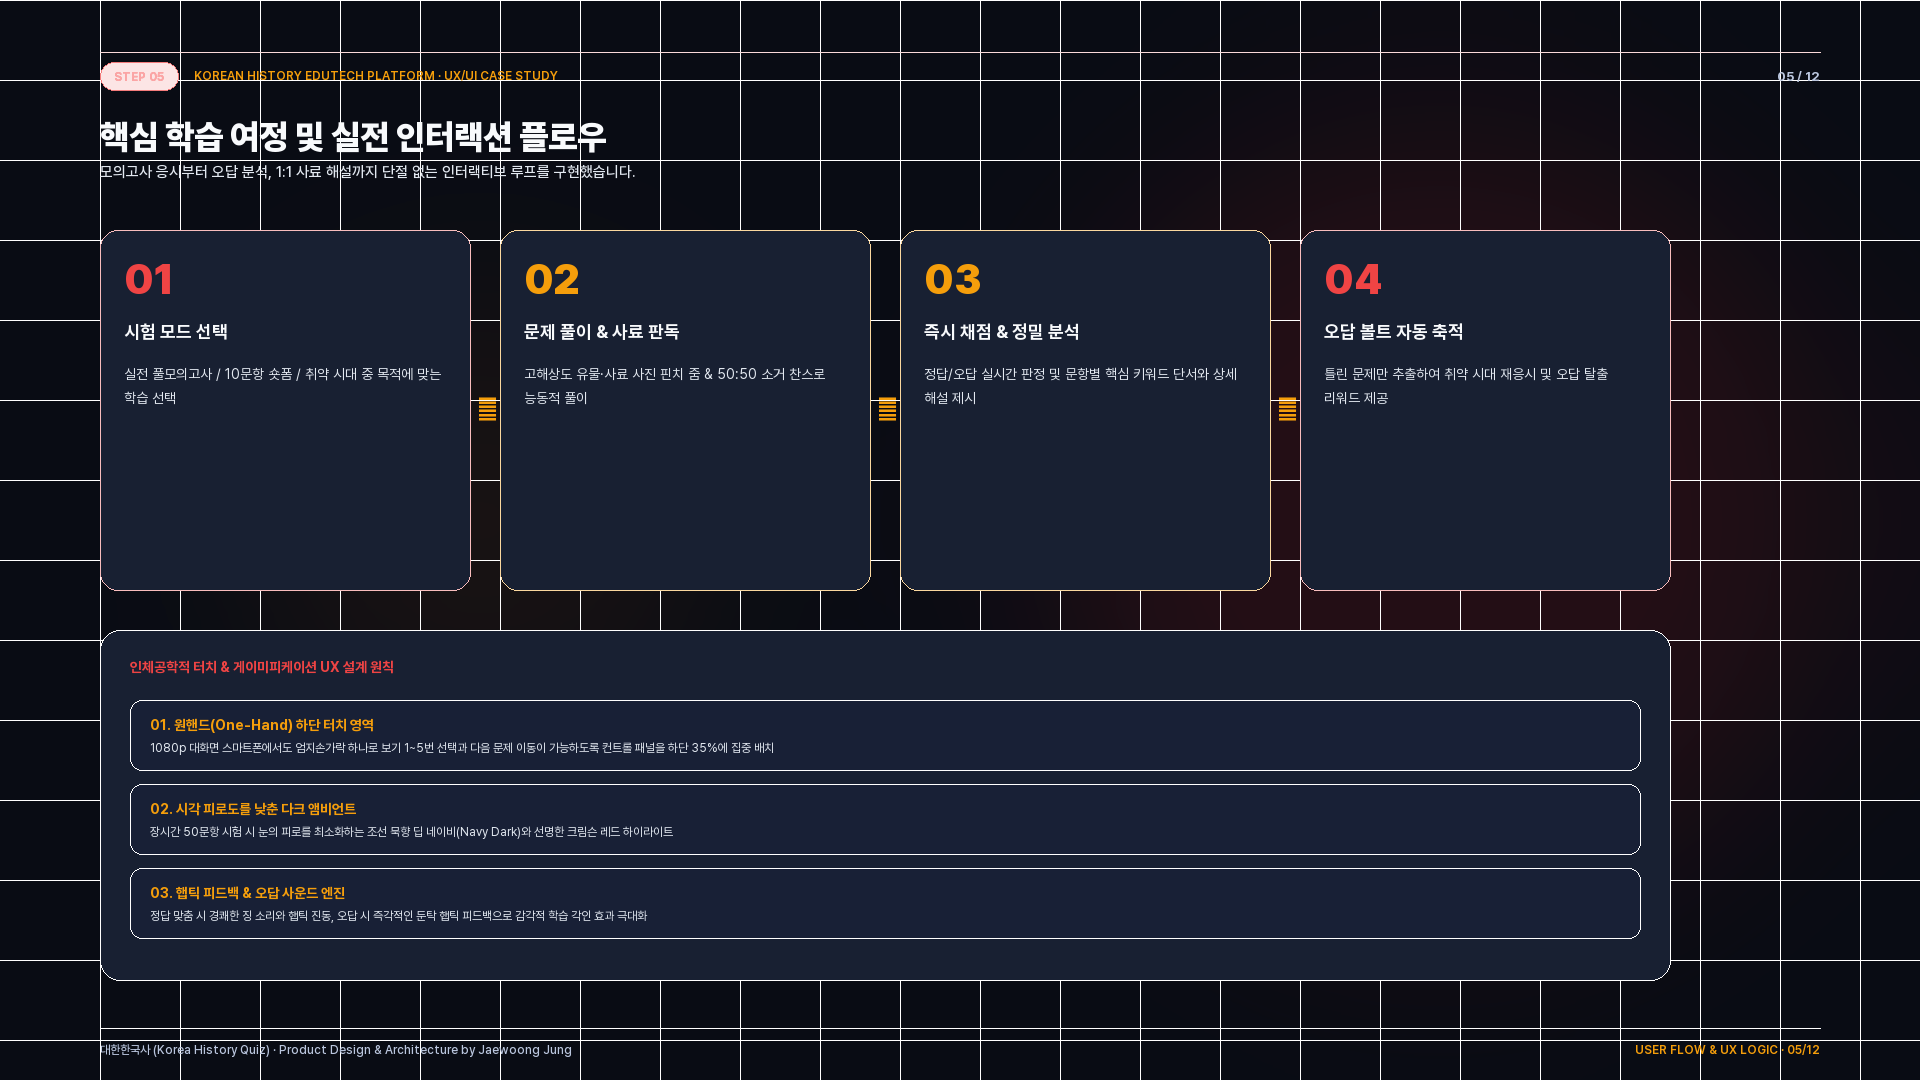 STEP 05
KOREAN HISTORY EDUTECH PLATFORM · UX/UI CASE STUDY
05 / 12
핵심 학습 여정 및 실전 인터랙션 플로우
모의고사 응시부터 오답 분석, 1:1 사료 해설까지 단절 없는 인터랙티브 루프를 구현했습니다.
01
시험 모드 선택
실전 풀모의고사 / 10문항 숏폼 / 취약 시대 중 목적에 맞는
학습 선택
02
문제 풀이 & 사료 판독
고해상도 유물·사료 사진 핀치 줌 & 50:50 소거 찬스로
능동적 풀이
03
즉시 채점 & 정밀 분석
정답/오답 실시간 판정 및 문항별 핵심 키워드 단서와 상세
해설 제시
04
오답 볼트 자동 축적
틀린 문제만 추출하여 취약 시대 재응시 및 오답 탈출
리워드 제공
인체공학적 터치 & 게이미피케이션 UX 설계 원칙
01. 원핸드(One-Hand) 하단 터치 영역
1080p 대화면 스마트폰에서도 엄지손가락 하나로 보기 1~5번 선택과 다음 문제 이동이 가능하도록 컨트롤 패널을 하단 35%에 집중 배치
02. 시각 피로도를 낮춘 다크 앰비언트
장시간 50문항 시험 시 눈의 피로를 최소화하는 조선 묵향 딥 네이비(Navy Dark)와 선명한 크림슨 레드 하이라이트
03. 햅틱 피드백 & 오답 사운드 엔진
정답 맞춤 시 경쾌한 징 소리와 햅틱 진동, 오답 시 즉각적인 둔탁 햅틱 피드백으로 감각적 학습 각인 효과 극대화
대한한국사 (Korea History Quiz) · Product Design & Architecture by Jaewoong Jung
USER FLOW & UX LOGIC · 05/12